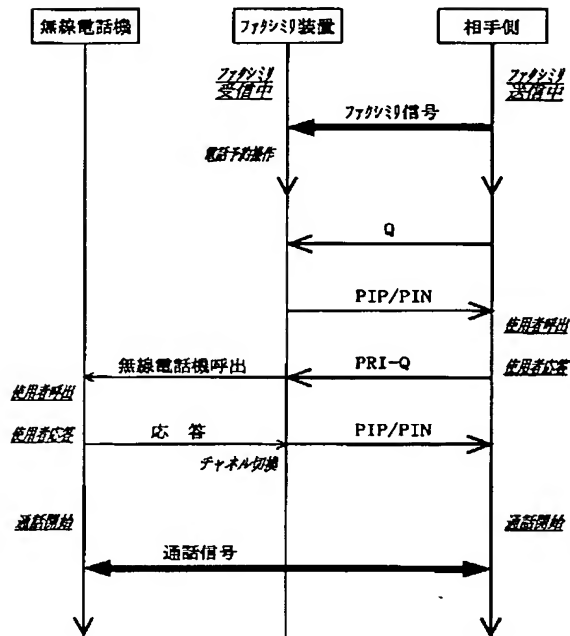 無線電話機
ファクシミリ装置
相手側
ファクシミリ
受信中
ファクシミリ
送信中
ファクシミリ信号
電話予約操作
Q
PIP/PIN
使用者呼出
無線電話機呼出
PRI-Q
使用者応答
使用者呼出
使用者応答
応 答
PIP/PIN
チャネル切換
通話開始
通話開始
通話信号